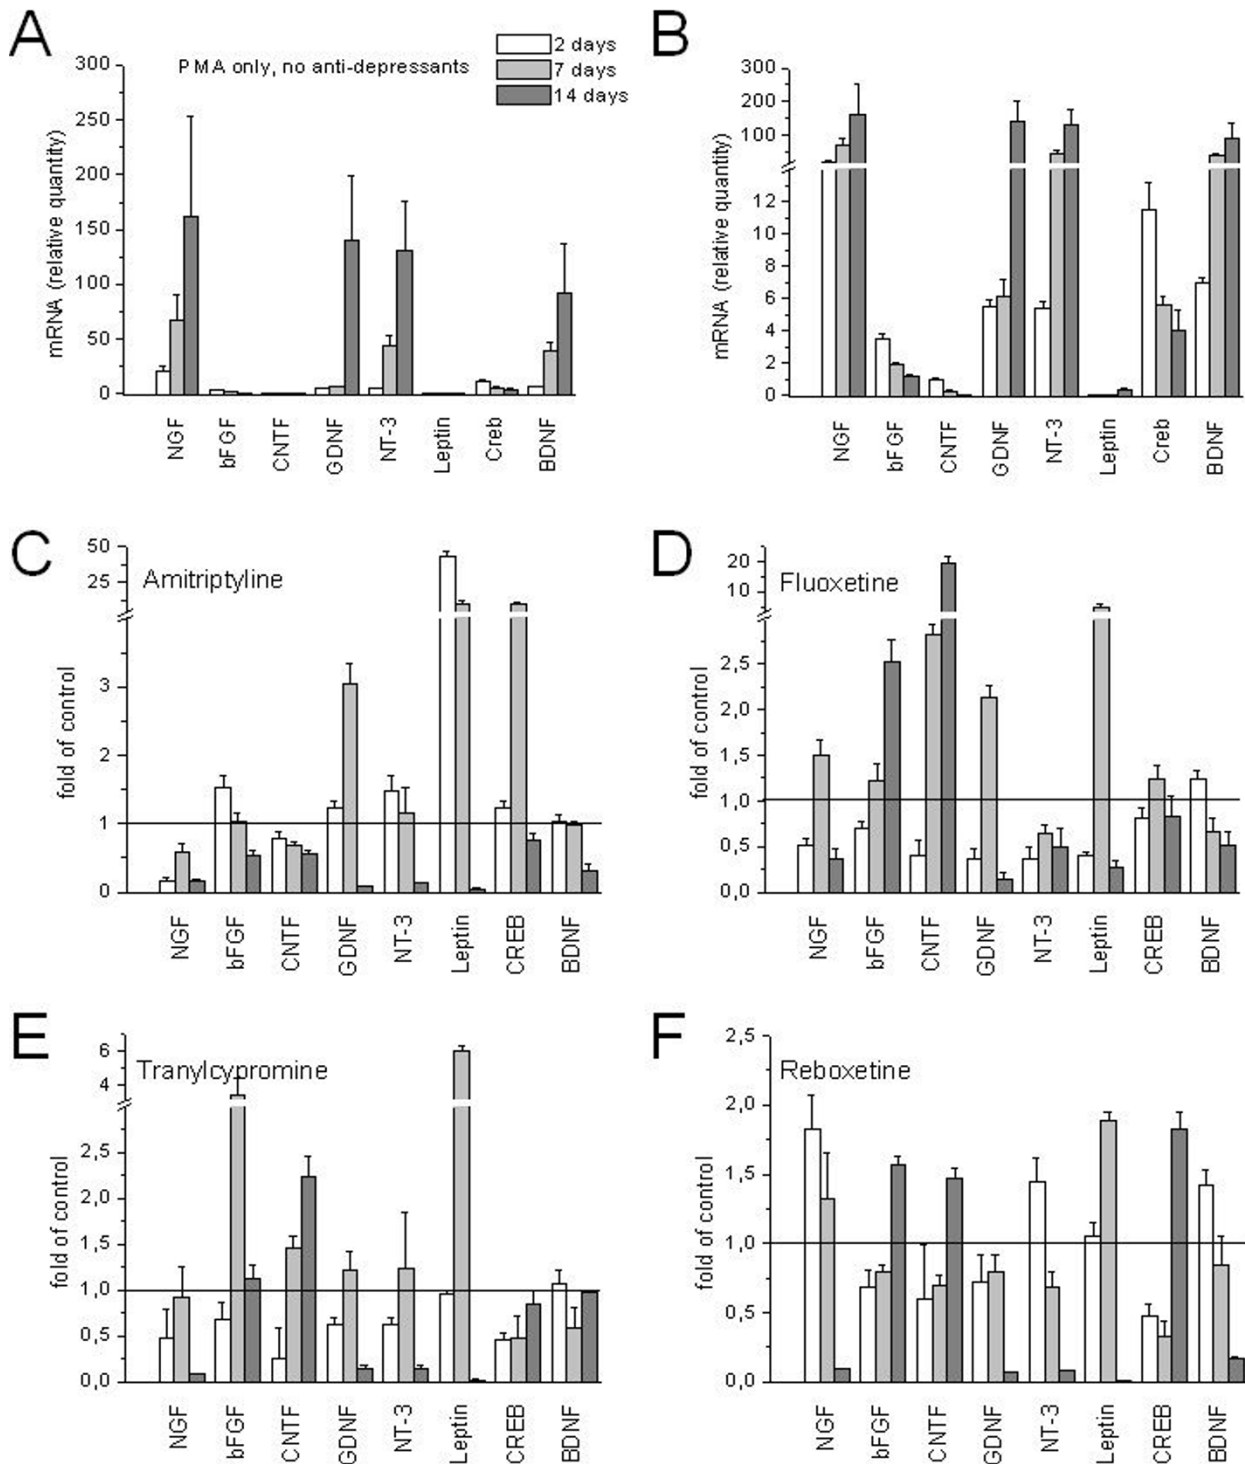 A
PMA only, no anti-depressants
2 days
7 days
14 days
mRNA (relative quantity)
300
250
200
150
100
50
0
NGF
bFGF
CNTF
GDNF
NT-3
Leptin
Creb
BDNF
B
mRNA (relative quantity)
300
200
100
12
10
8
6
4
2
0
NGF
bFGF
CNTF
GDNF
NT-3
Leptin
Creb
BDNF
C
Amitriptyline
fold of control
50
25
3
2
1
0
NGF
bFGF
CNTF
GDNF
NT-3
Leptin
CREB
BDNF
D
Fluoxetine
fold of control
20
10
2,5
2,0
1,5
1,0
0,5
0,0
NGF
bFGF
CNTF
GDNF
NT-3
Leptin
CREB
BDNF
E
Tranylcypromine
fold of control
6
4
2,5
2,0
1,5
1,0
0,5
0,0
NGF
bFGF
CNTF
GDNF
NT-3
Leptin
CREB
BDNF
F
Reboxetine
fold of control
2,5
2,0
1,5
1,0
0,5
0,0
NGF
bFGF
CNTF
GDNF
NT-3
Leptin
CREB
BDNF